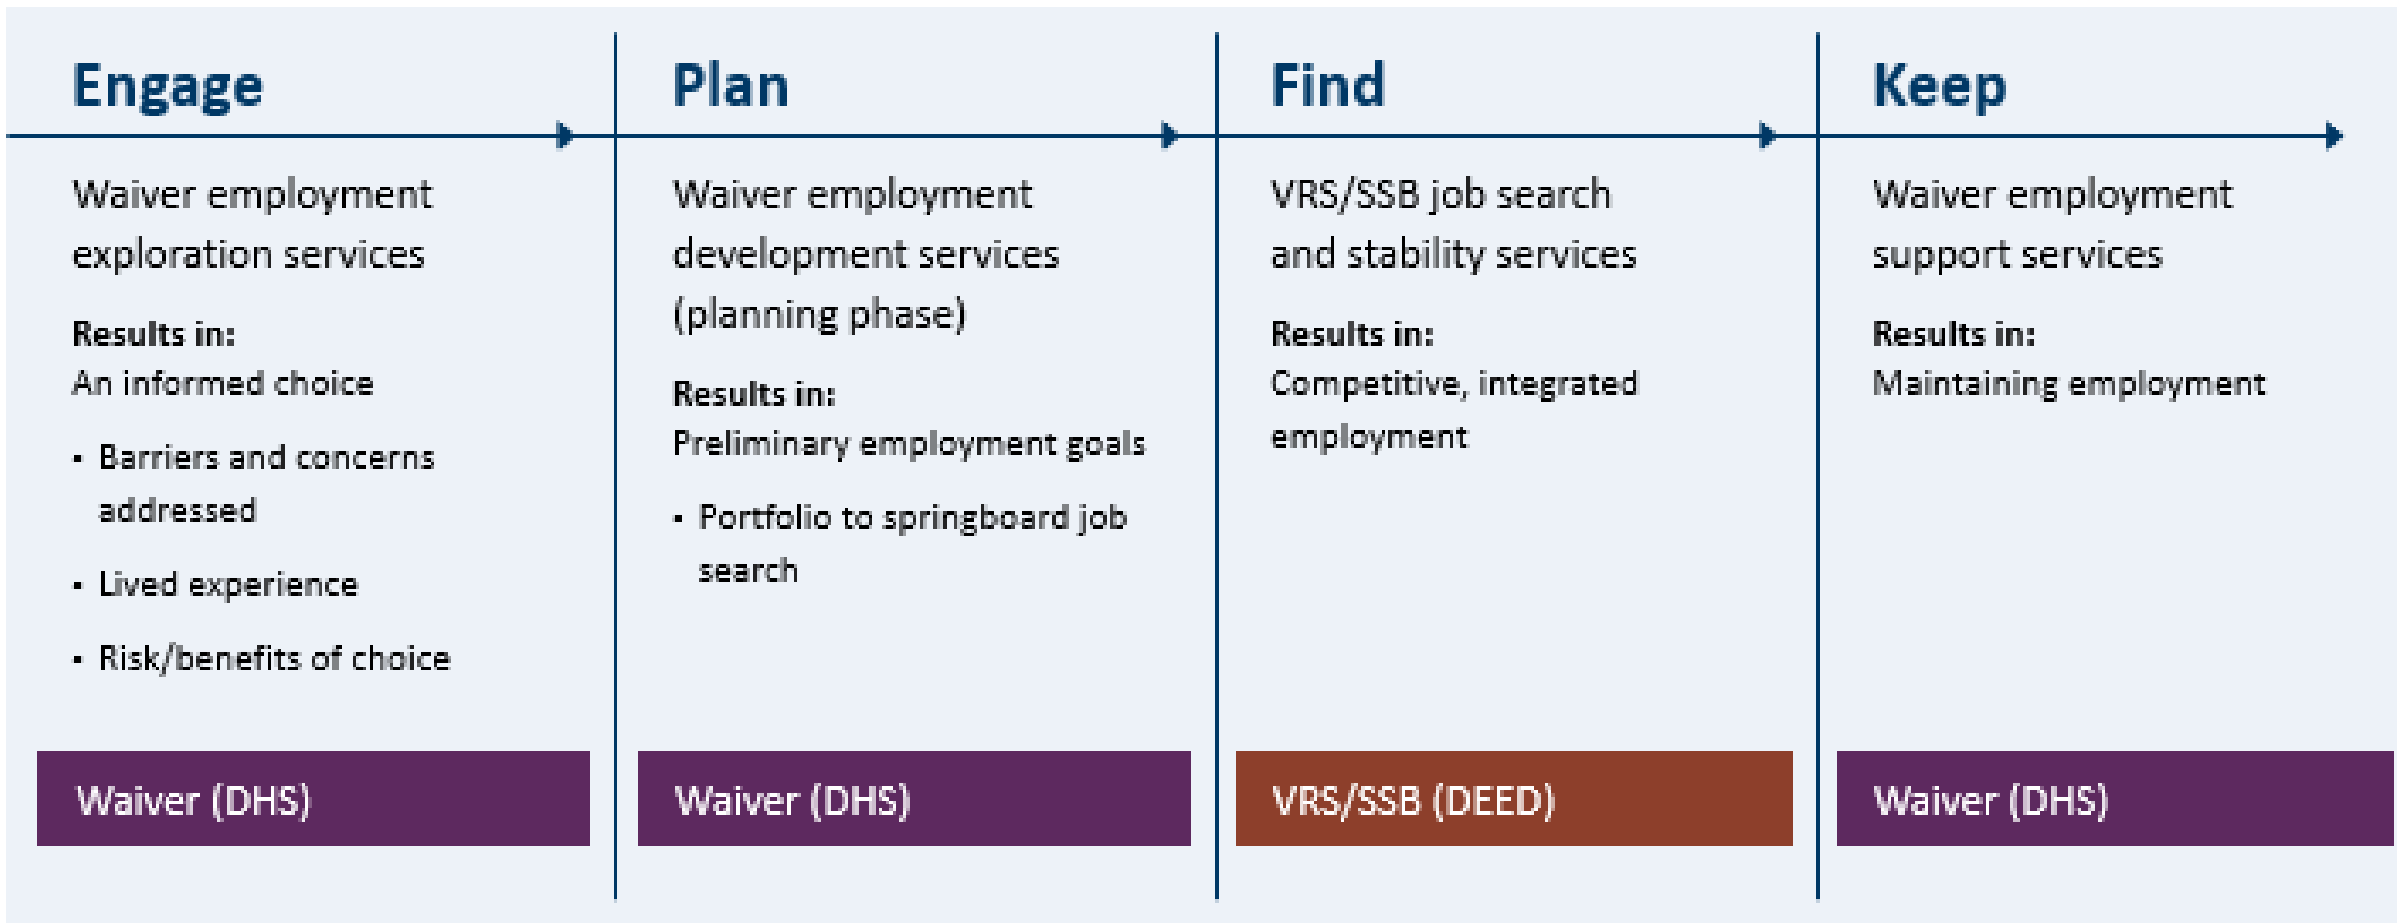 Engage
Waiver employment
exploration services
Results in:
An informed choice
▪ Barriers and concerns
addressed
▪ Lived experience
▪ Risk/benefits of choice
Waiver (DHS)
Plan
Waiver employment
development services
(planning phase)
Results in:
Preliminary employment goals
▪ Portfolio to springboard job
search
Waiver (DHS)
Find
VRS/SSB job search
and stability services
Results in:
Competitive, integrated
employment
VRS/SSB (DEED)
Keep
Waiver employment
support services
Results in:
Maintaining employment
Waiver (DHS)